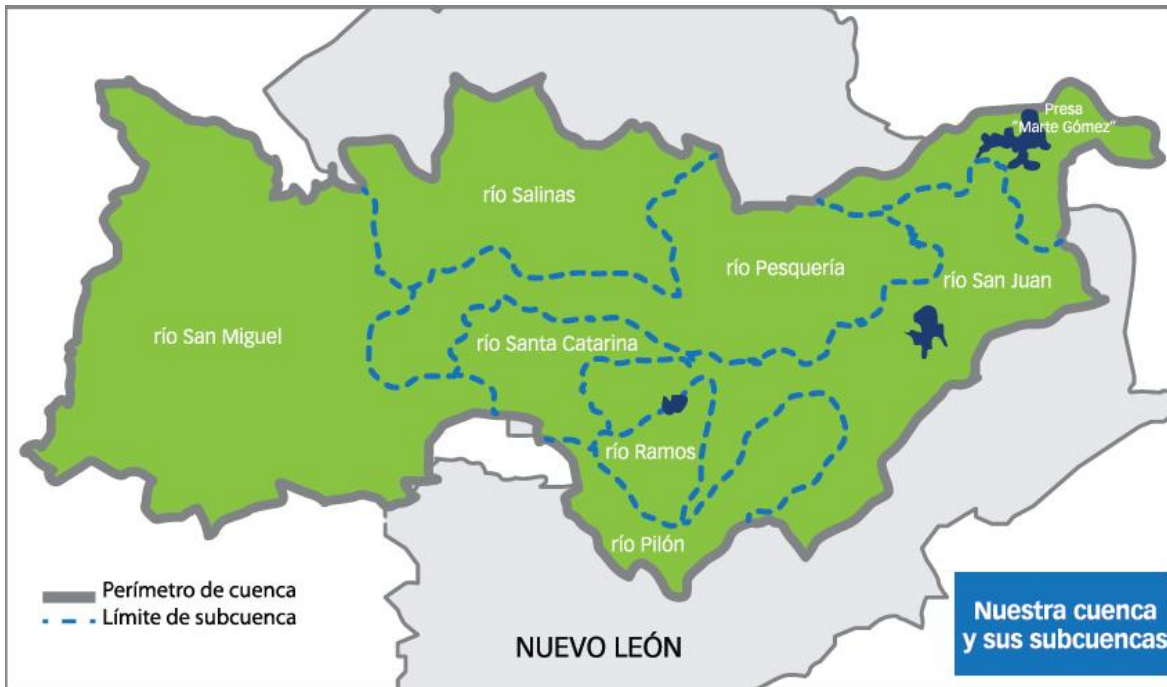 Presa
"Marte Gómez"
río Salinas
río Pesquería
río San Juan
río San Miguel
río Santa Catarina
río Ramos
río Pilón
Perímetro de cuenca
Límite de subcuenca
NUEVO LEÓN
Nuestra cuenca
y sus subcuencas